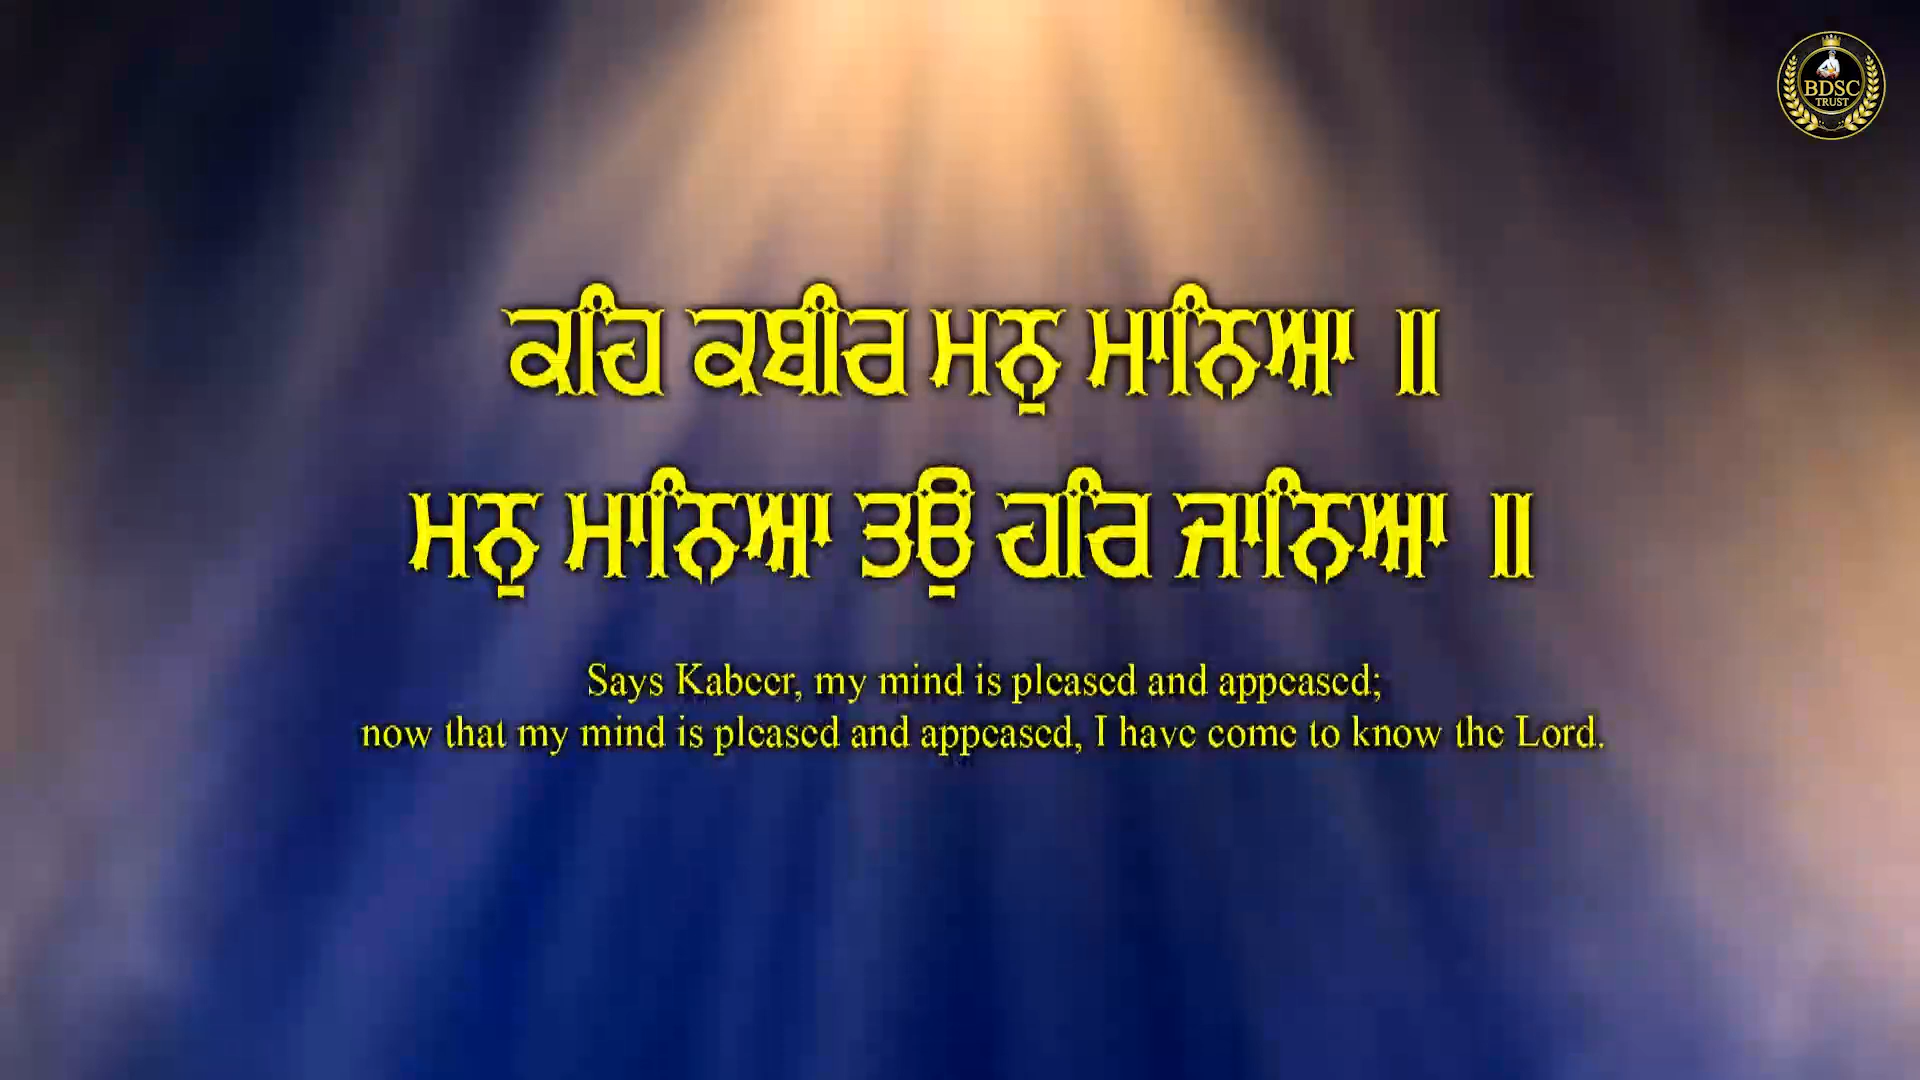 BDSC
TRUST
ਕਹਿ ਕਬੀਰ ਮਨੁ ਮਾਨਿਆ ॥
ਮਨੁ ਮਾਨਿਆ ਤਉ ਹਰਿ ਜਾਨਿਆ ॥
Says Kabeer, my mind is pleased and appeased;
now that my mind is pleased and appeased, I have come to know the Lord.